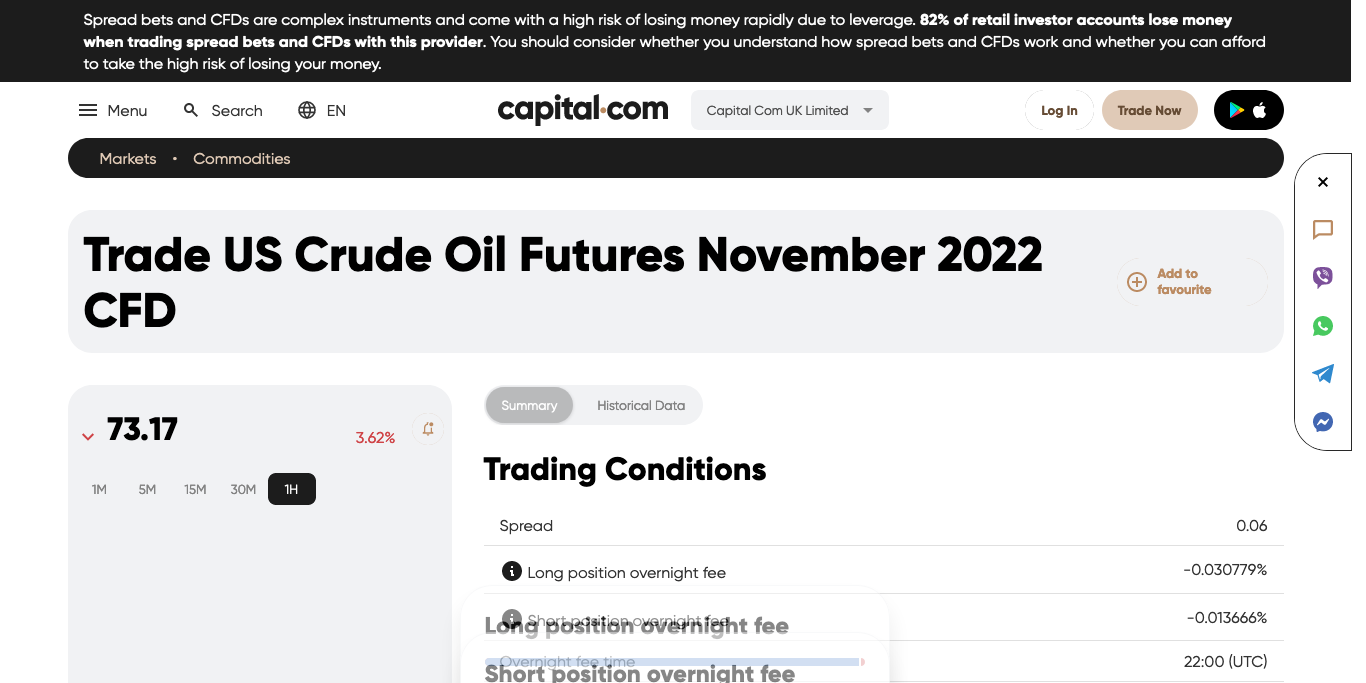 Spread bets and CFDs are complex instruments and come with a high risk of losing money rapidly due to leverage. 82% of retail investor accounts lose money
when trading spread bets and CFDs with this provider. You should consider whether you understand how spread bets and CFDs work and whether you can afford
to take the high risk of losing your money.
Menu Search EN capital.com Capital Com UK Limited Log In Trade Now
Markets • Commodities
Trade US Crude Oil Futures November 2022
CFD
Add to
favourite
73.17 3.62%
1M 5M 15M 30M 1H
Summary Historical Data
Trading Conditions
Spread 0.06
Long position overnight fee -0.030779%
Short position overnight fee -0.013666%
Long position overnight fee
Overnight fee time 22:00 (UTC)
Short position overnight fee